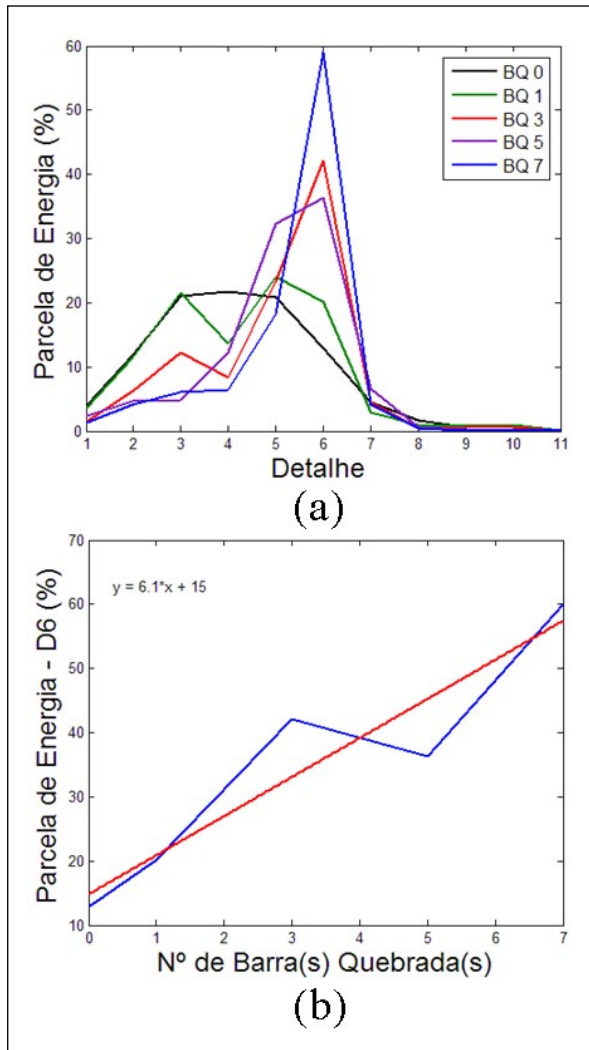 60
50
40
30
20
10
0
Parcela de Energia (%)
BQ 0
BQ 1
BQ 3
BQ 5
BQ 7
1 2 3 4 5 6 7 8 9 10 11
Detalhe
(a)
70
60
50
40
30
20
10
Parcela de Energia - D6 (%)
y = 6.1*x + 15
0 1 2 3 4 5 6 7
Nº de Barra(s) Quebrada(s)
(b)